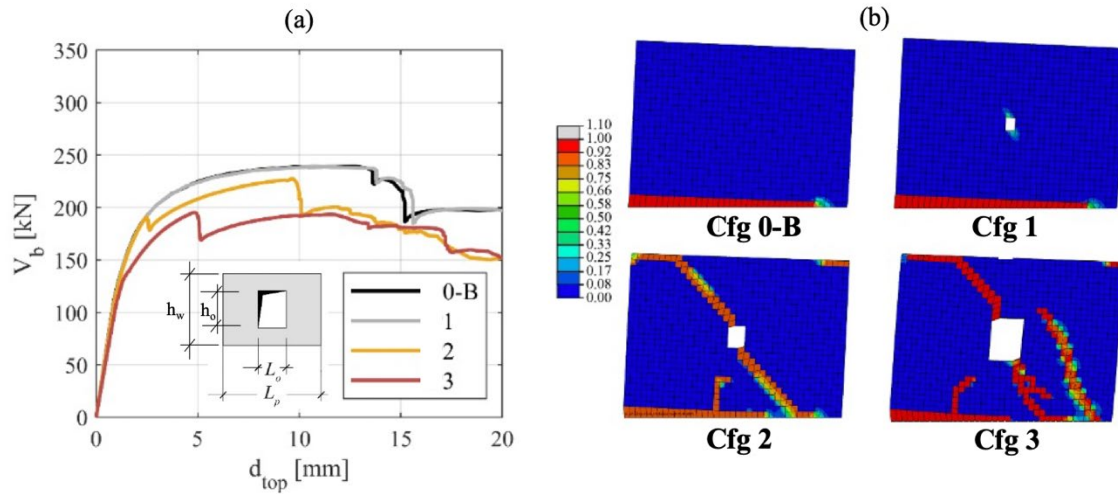 (a)
V_b [kN]
350
300
250
200
150
100
50
0
h_w
h_o
L_o
L_p
0-B
1
2
3
0 5 10 15 20
d_top [mm]
(b)
1.10
1.00
0.92
0.83
0.75
0.66
0.58
0.50
0.42
0.33
0.25
0.17
0.08
0.00
Cfg 0-B
Cfg 1
Cfg 2
Cfg 3